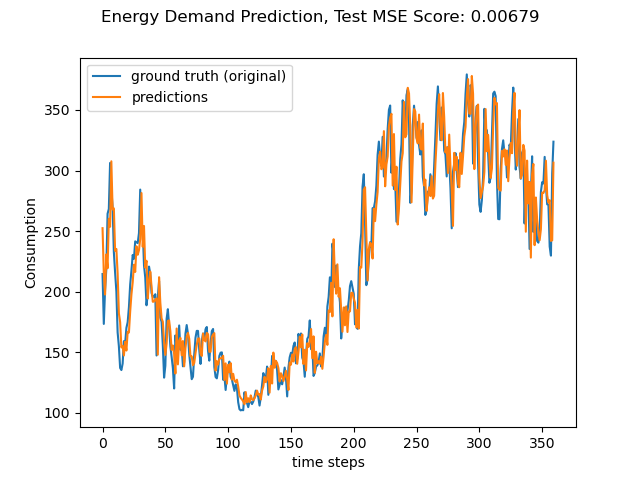 Energy Demand Prediction, Test MSE Score: 0.00679
ground truth (original)
predictions
Consumption
350
300
250
200
150
100
0 50 100 150 200 250 300 350
time steps